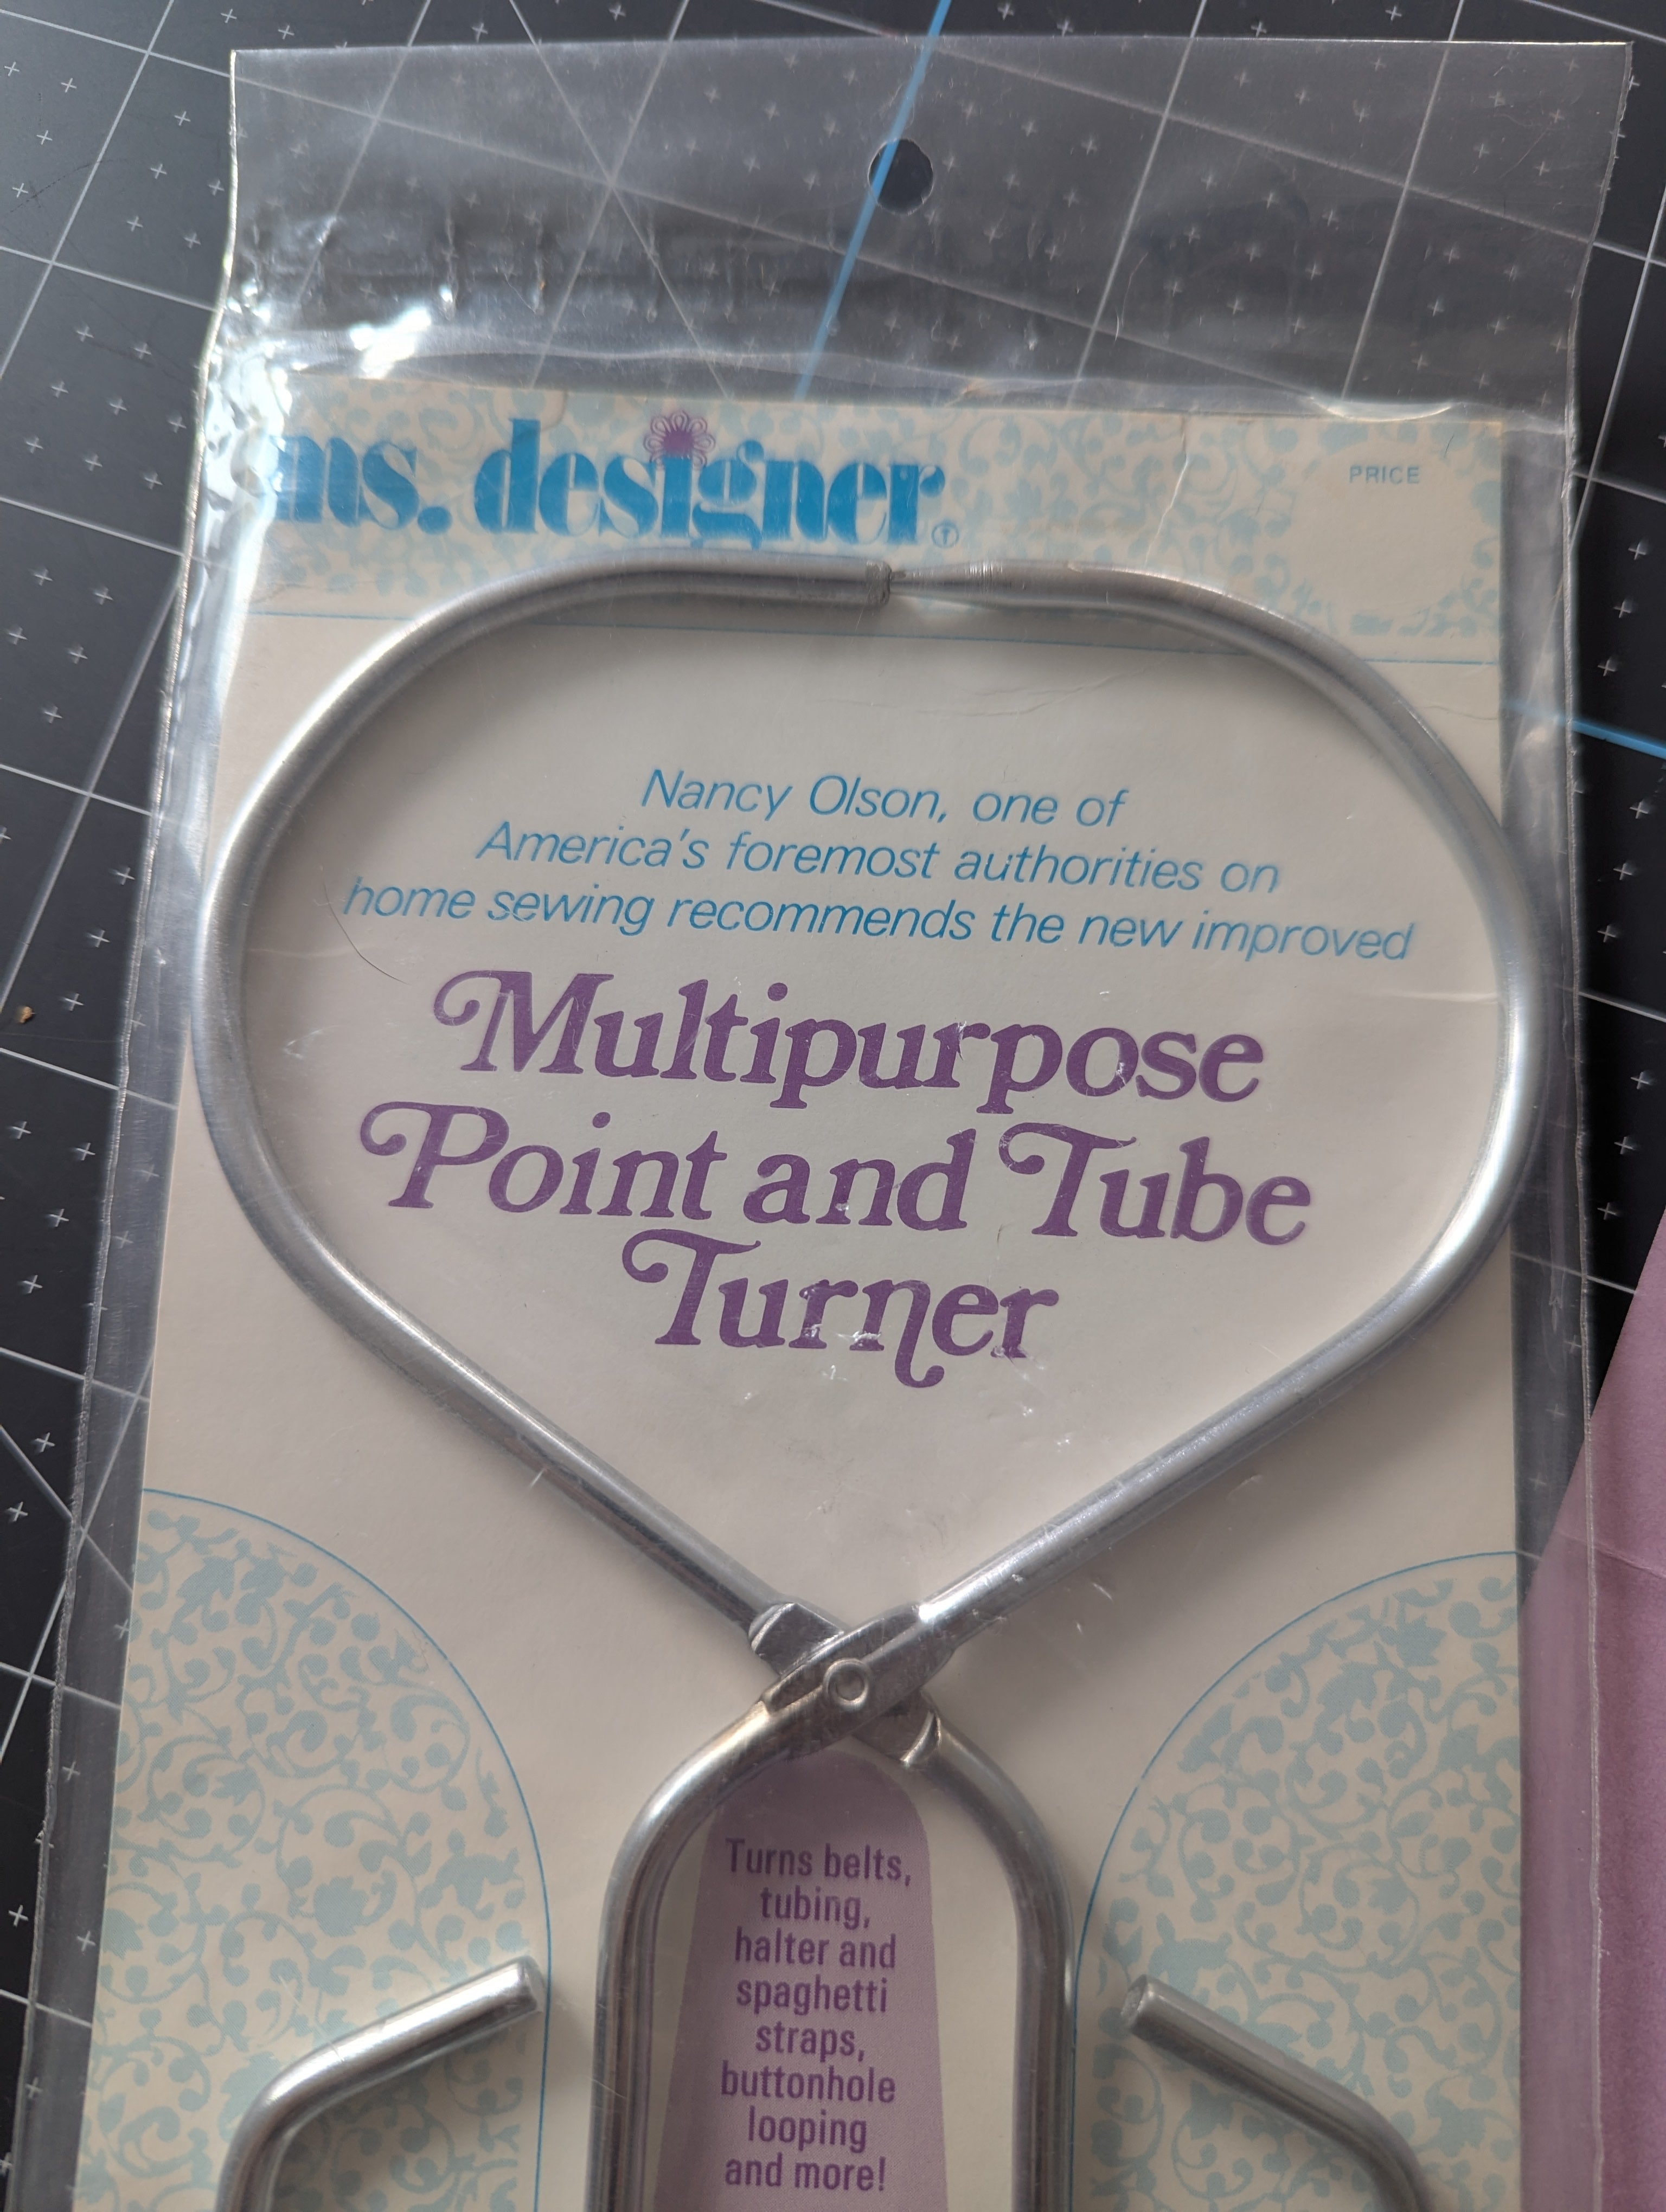 ms. designer®
PRICE
Nancy Olson, one of
America's foremost authorities on
home sewing recommends the new improved
Multipurpose
Point and Tube
Turner
Turns belts,
tubing,
halter and
spaghetti
straps,
buttonhole
looping
and more!